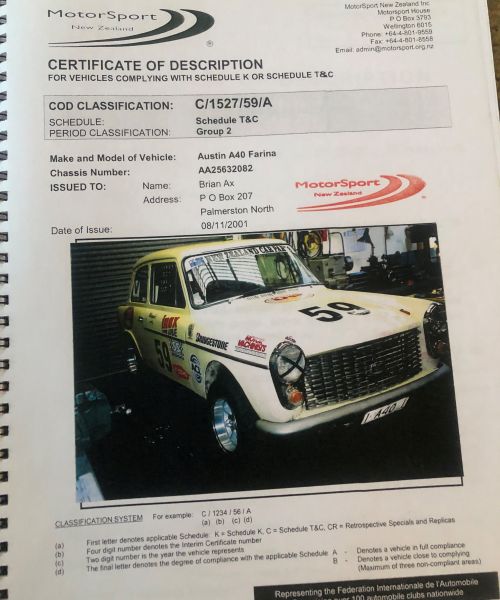 MotorSport
New Zealand
MotorSport New Zealand Inc
Motorsport House
P O Box 3793
Wellington 6015
Phone: +64-4-801-9559
Fax: +64-4-801-8558
Email: admin@motorsport.org.nz
CERTIFICATE OF DESCRIPTION
FOR VEHICLES COMPLYING WITH SCHEDULE K OR SCHEDULE T&C
COD CLASSIFICATION: C/1527/59/A
SCHEDULE: Schedule T&C
PERIOD CLASSIFICATION: Group 2
Make and Model of Vehicle: Austin A40 Farina
Chassis Number: AA25632082
ISSUED TO: Name: Brian Ax
Address: P O Box 207
Palmerston North
Date of Issue: 08/11/2001
MotorSport
New Zealand
59
BRIDGESTONE
59
A40
CLASSIFICATION SYSTEM For example: C / 1234 / 56 / A
(a) (b) (c) (d)
(a) First letter denotes applicable Schedule: K = Schedule K, C = Schedule T&C, CR = Retrospective Specials and Replicas
(b) Four digit number denotes the Interim Certificate number
(c) Two digit number is the year the vehicle represents
(d) The final letter denotes the degree of compliance with the applicable Schedule A - Denotes a vehicle in full compliance
B - Denotes a vehicle close to complying
(Maximum of three non-compliant areas)
Representing the Federation Internationale de l'Automobile
over 100 automobile clubs nationwide